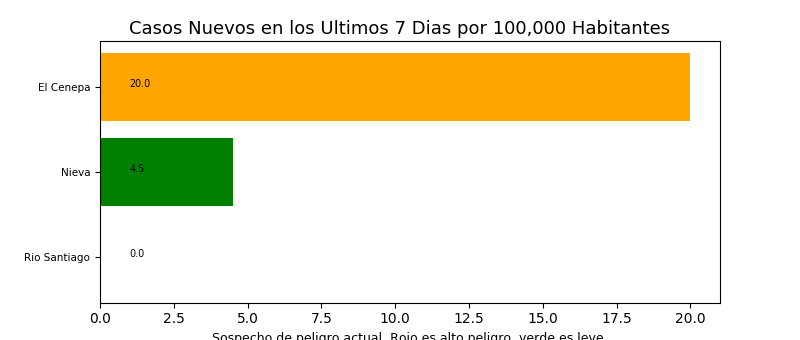 Casos Nuevos en los Ultimos 7 Dias por 100,000 Habitantes
El Cenepa
20.0
Nieva
4.5
Rio Santiago
0.0
0.0 2.5 5.0 7.5 10.0 12.5 15.0 17.5 20.0
Sospecho de peligro actual. Rojo es alto peligro, verde es leve